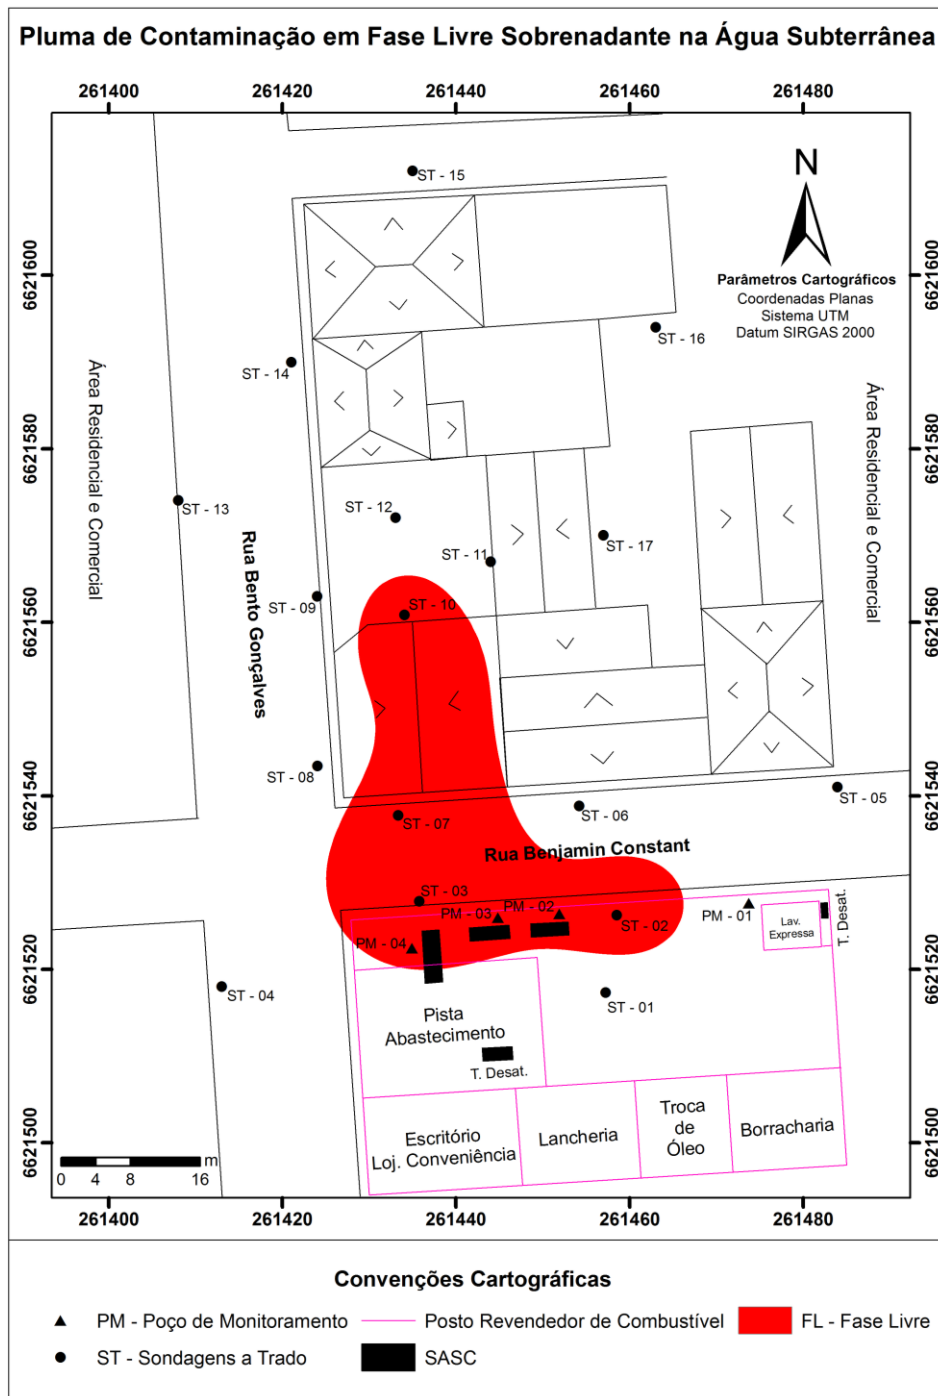 Pluma de Contaminação em Fase Livre Sobrenadante na Água Subterrânea
261400 261420 261440 261460 261480
N
Parâmetros Cartográficos
Coordenadas Planas
Sistema UTM
Datum SIRGAS 2000
6621600
6621600
6621580
6621580
6621560
6621560
6621540
6621540
6621520
6621520
6621500
6621500
Área Residencial e Comercial
Área Residencial e Comercial
Rua Bento Gonçalves
Rua Benjamin Constant
ST - 15
ST - 16
ST - 14
ST - 13
ST - 12
ST - 11
ST - 17
ST - 09
ST - 10
ST - 08
ST - 07
ST - 06
ST - 05
ST - 03
PM - 03
PM - 02
ST - 02
PM - 01
PM - 04
ST - 04
ST - 01
Lav.
Expressa
T. Desat.
Pista
Abastecimento
T. Desat.
Escritório
Loj. Conveniência
Lancheria
Troca
de
Óleo
Borracharia
m
0 4 8 16
261400 261420 261440 261460 261480
Convenções Cartográficas
PM - Poço de Monitoramento
Posto Revendedor de Combustível
FL - Fase Livre
ST - Sondagens a Trado
SASC